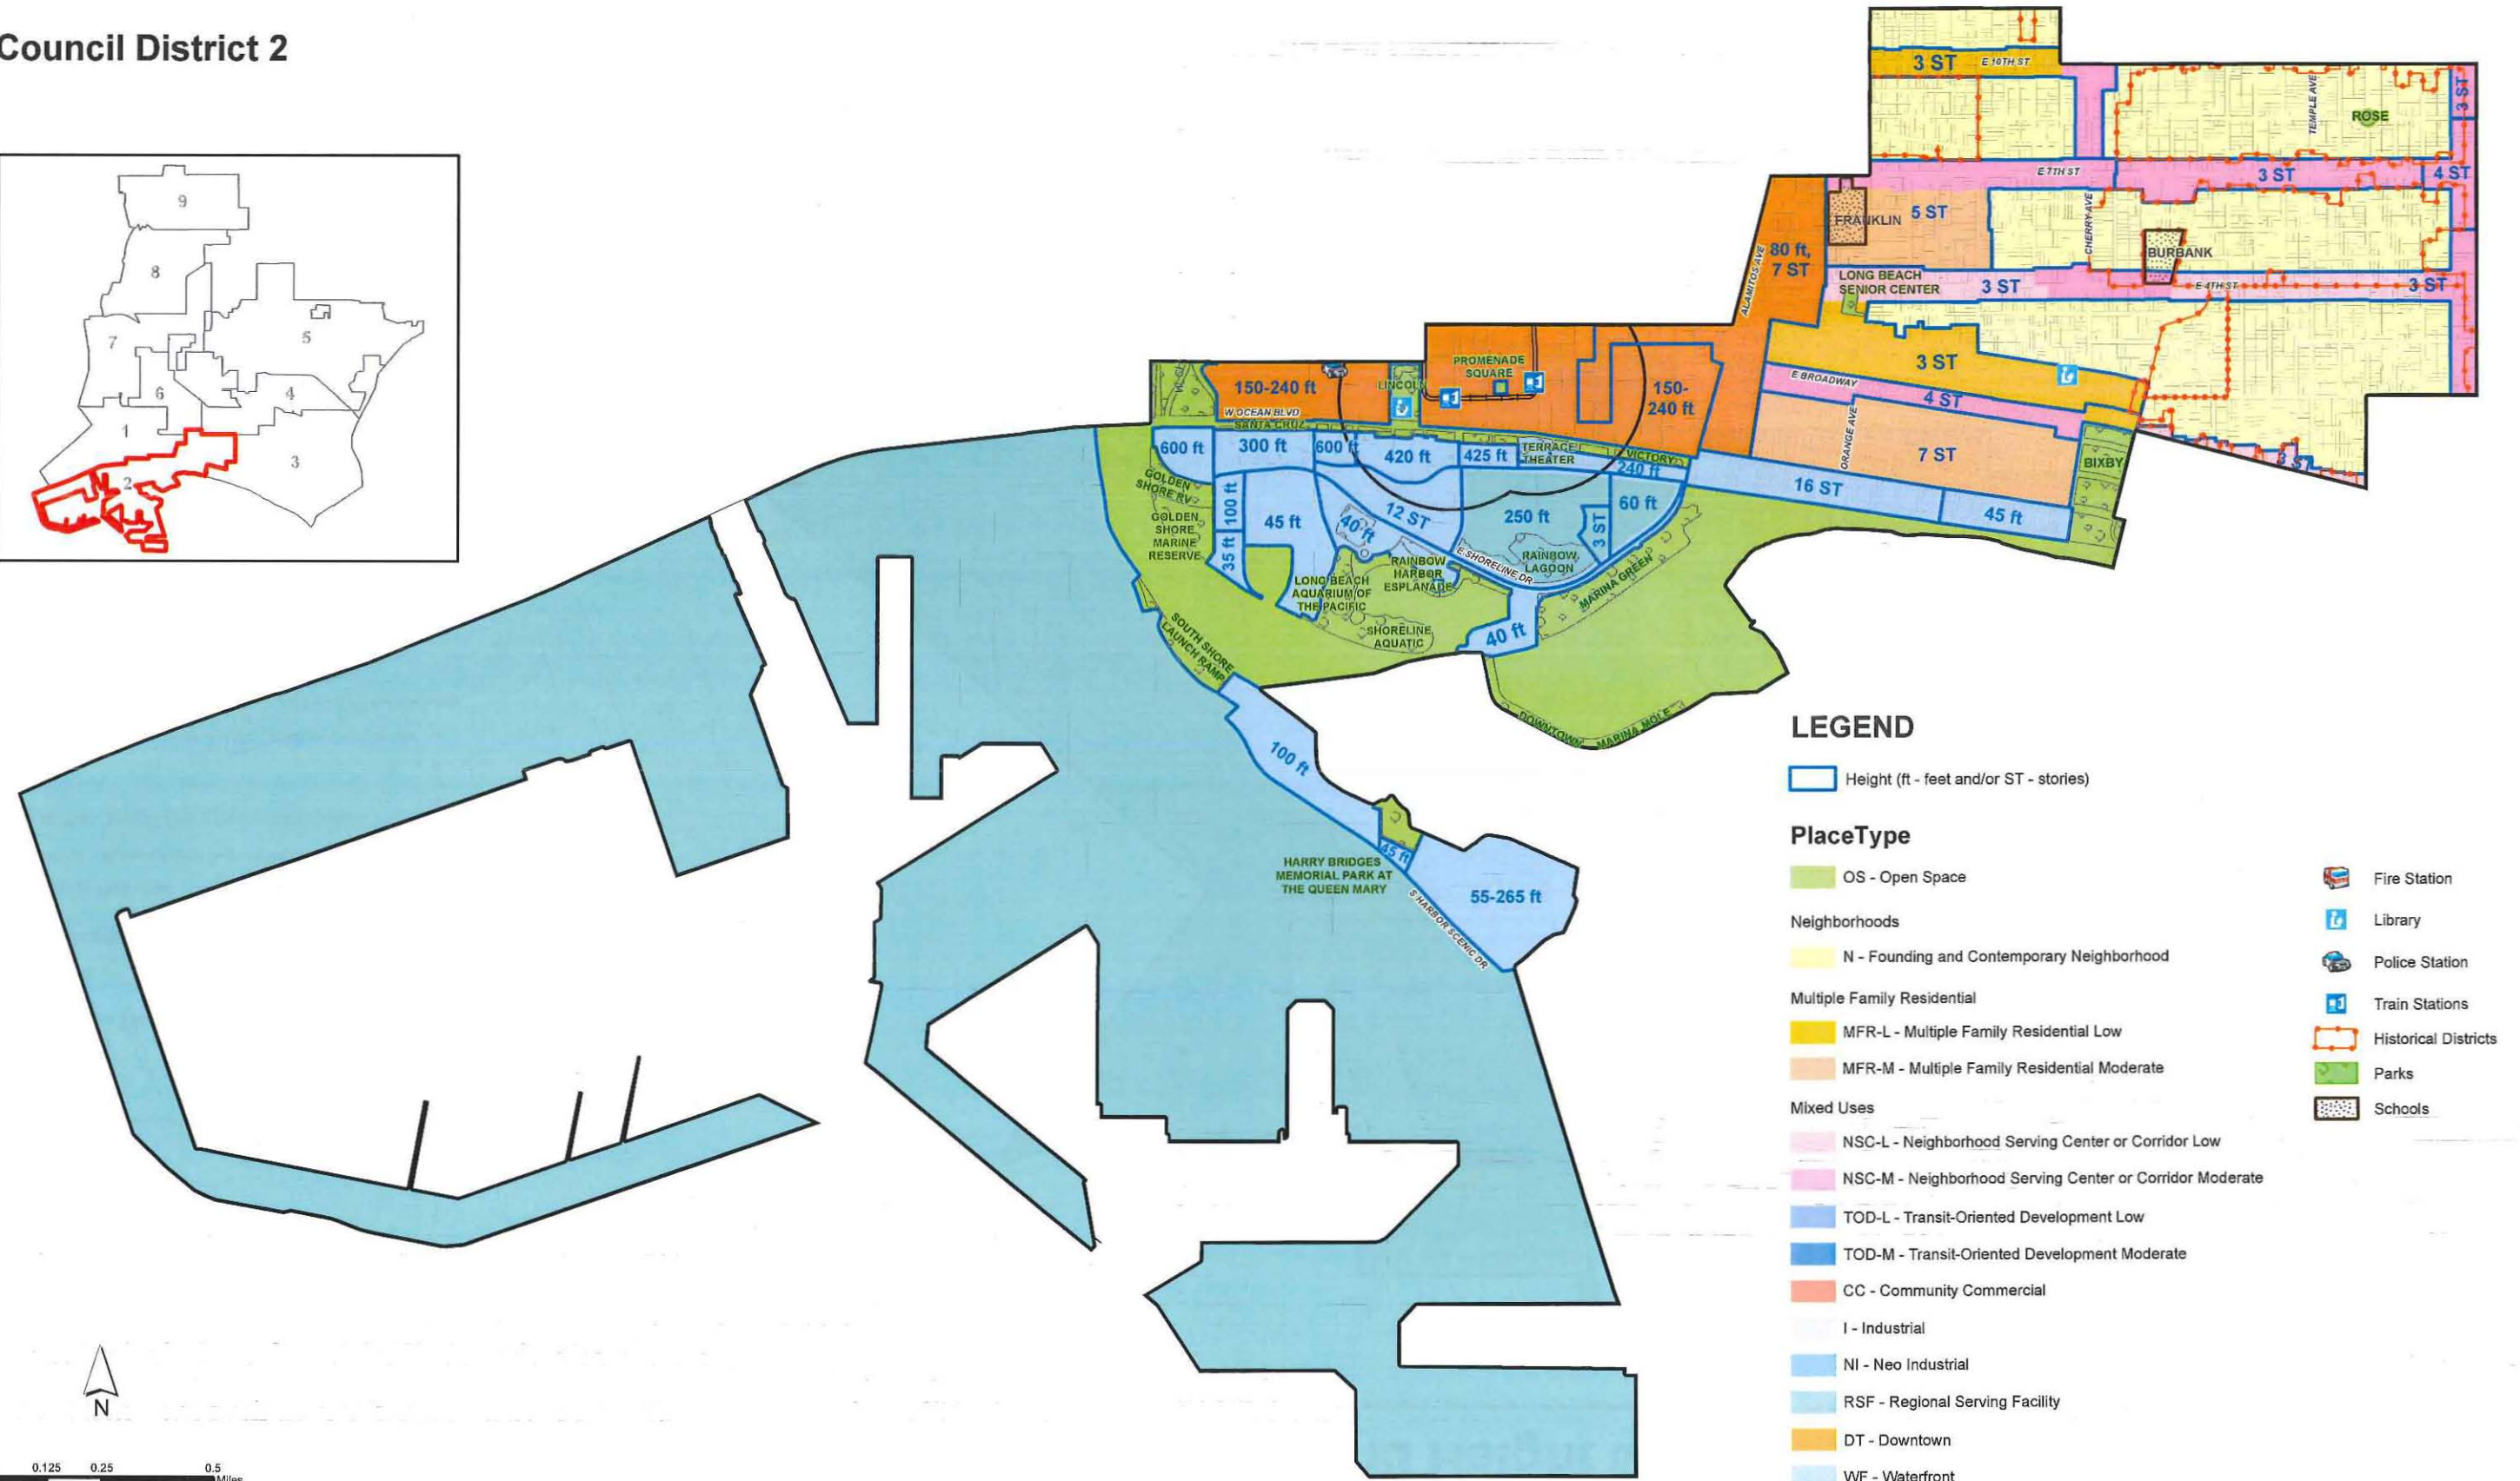 Council District 2
9
8
7
5
6
4
1
3
2
3 ST
E 10TH ST
3 ST
TEMPLE AVE
ROSE
E 7TH ST
3 ST
4 ST
FRANKLIN
5 ST
CHERRY AVE
BURBANK
ALAMITOS AVE
80 ft,
7 ST
LONG BEACH
SENIOR CENTER
3 ST
E 4TH ST
3 ST
3 ST
PROMENADE
SQUARE
150-240 ft
LINCOLN
150-
240 ft
W OCEAN BLVD
SANTA CRUZ
E BROADWAY
4 ST
ORANGE AVE
7 ST
BIXBY
3 ST
600 ft
300 ft
600 ft
420 ft
425 ft
TERRACE
THEATER
VICTORY
240 ft
16 ST
45 ft
GOLDEN
SHORE RV
GOLDEN
SHORE
MARINE
RESERVE
100 ft
35 ft
45 ft
40 ft
12 ST
250 ft
3 ST
60 ft
E SHORELINE DR
RAINBOW
LAGOON
RAINBOW
HARBOR
ESPLANADE
LONG BEACH
AQUARIUM OF
THE PACIFIC
MARINA GREEN
SHORELINE
AQUATIC
40 ft
SOUTH SHORE
LAUNCH RAMP
DOWNTOWN MARINA MOLE
100 ft
45 ft
HARRY BRIDGES
MEMORIAL PARK AT
THE QUEEN MARY
55-265 ft
S HARBOR SCENIC DR
LEGEND
Height (ft - feet and/or ST - stories)
PlaceType
OS - Open Space
Neighborhoods
N - Founding and Contemporary Neighborhood
Multiple Family Residential
MFR-L - Multiple Family Residential Low
MFR-M - Multiple Family Residential Moderate
Mixed Uses
NSC-L - Neighborhood Serving Center or Corridor Low
NSC-M - Neighborhood Serving Center or Corridor Moderate
TOD-L - Transit-Oriented Development Low
TOD-M - Transit-Oriented Development Moderate
CC - Community Commercial
I - Industrial
NI - Neo Industrial
RSF - Regional Serving Facility
DT - Downtown
WF - Waterfront
Fire Station
Library
Police Station
Train Stations
Historical Districts
Parks
Schools
N
0.125 0.25 0.5
Miles